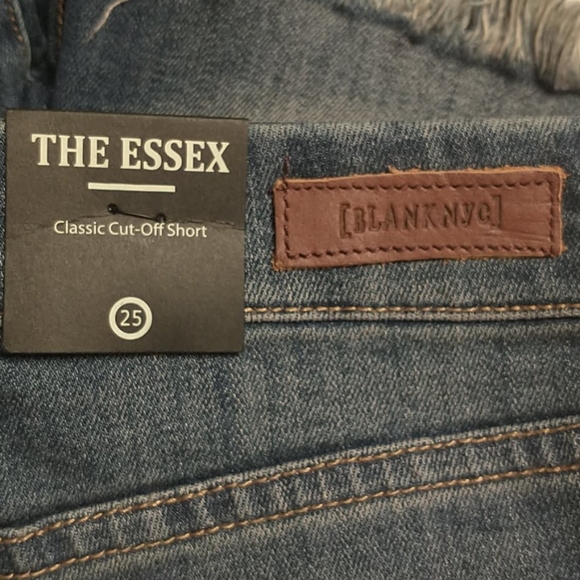 THE ESSEX
Classic Cut-Off Short
25
[BLANKNYC]